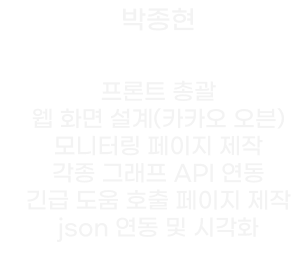 박종현
프론트 총괄
웹 화면 설계(카카오 오븐)
모니터링 페이지 제작
각종 그래프 API 연동
긴급 도움 호출 페이지 제작
json 연동 및 시각화